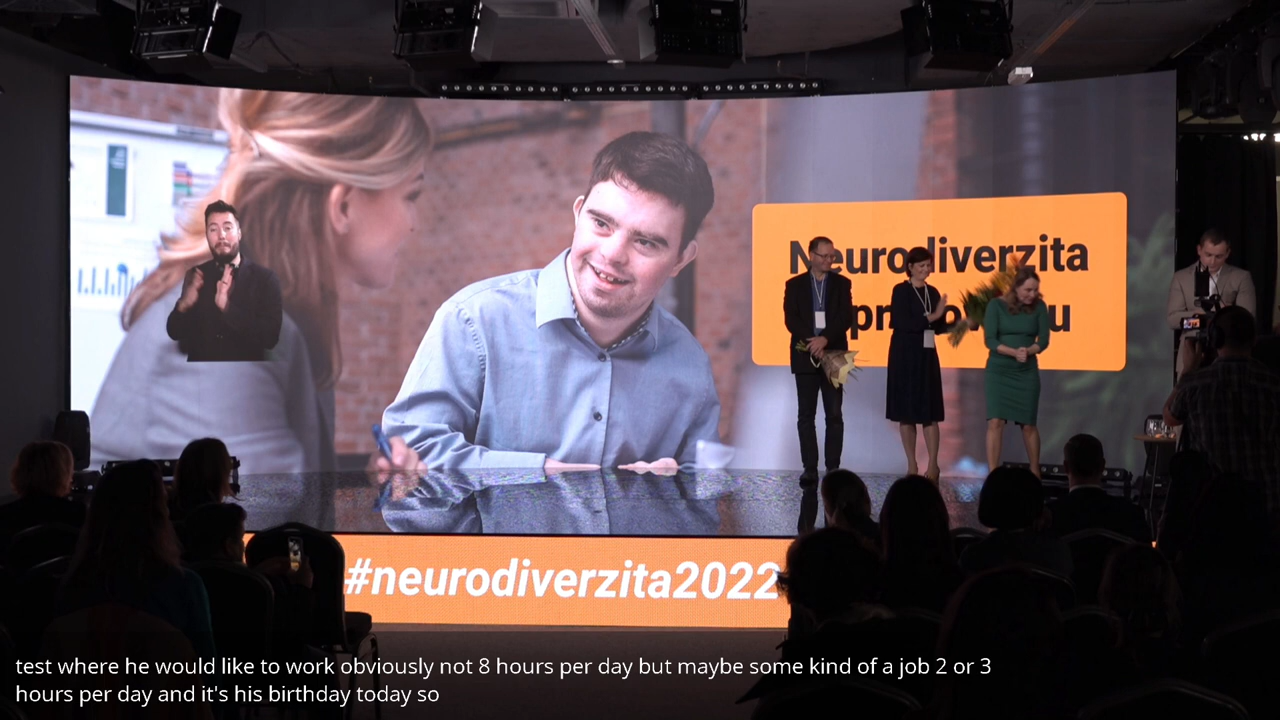 Neurodiverzita
#neurodiverzita2022
test where he would like to work obviously not 8 hours per day but maybe some kind of a job 2 or 3
hours per day and it's his birthday today so